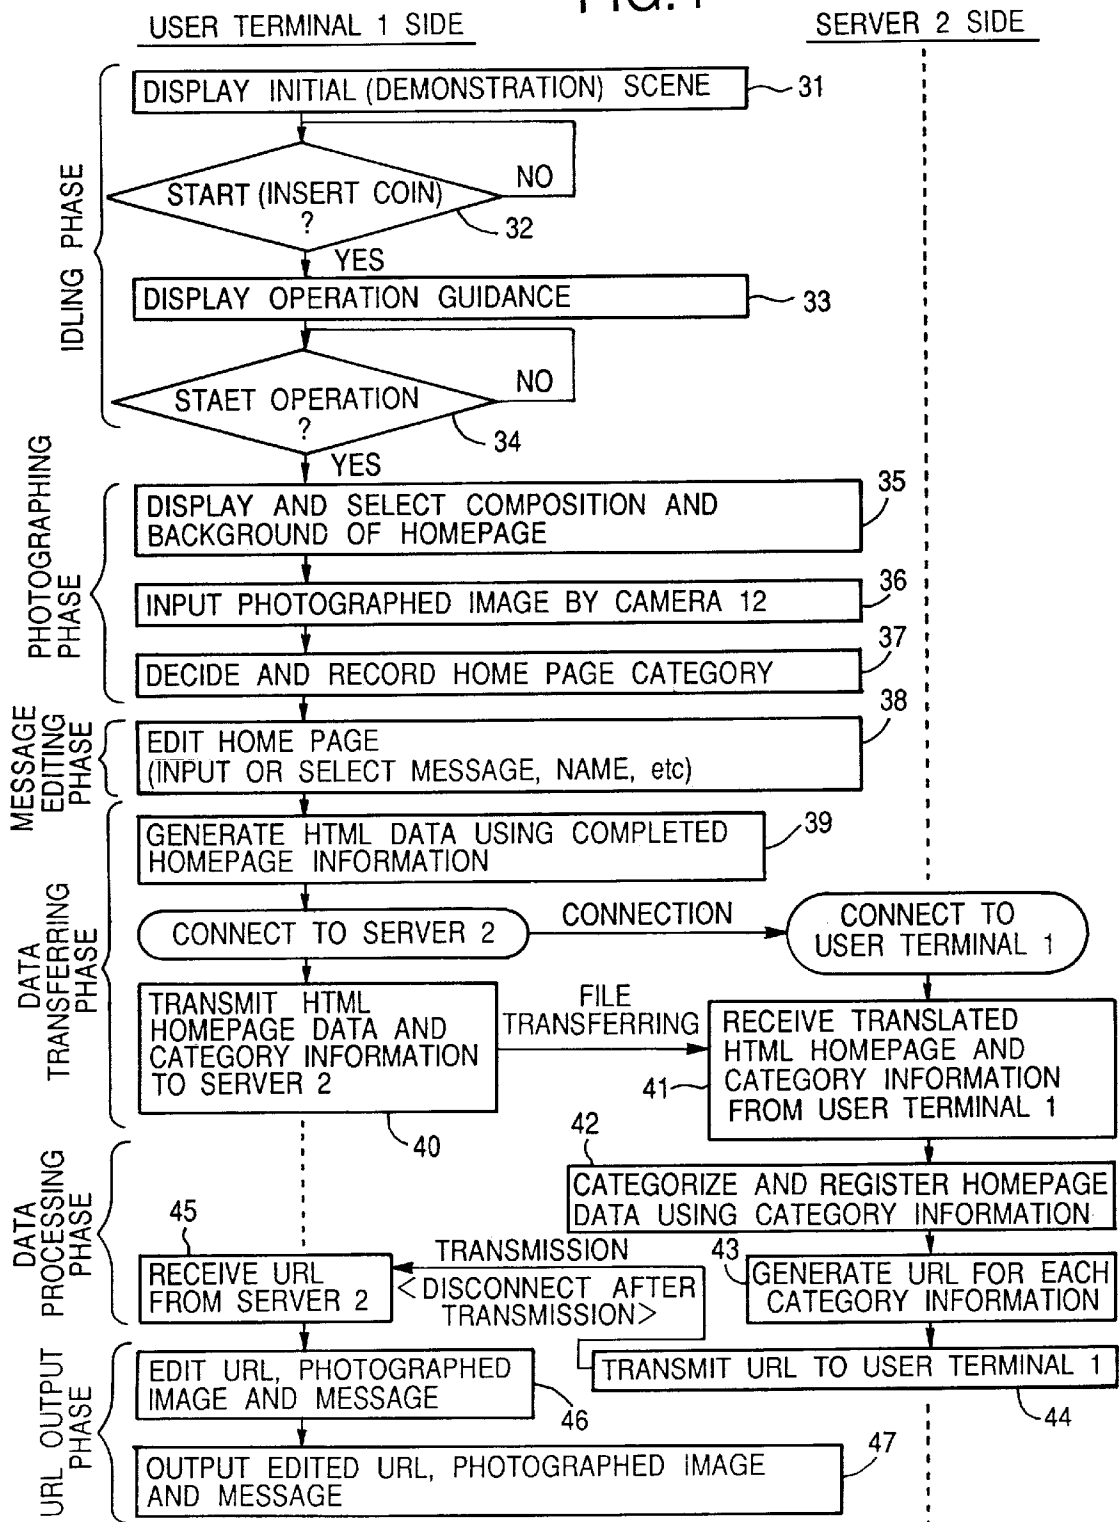 FIG. 1
USER TERMINAL 1 SIDE
SERVER 2 SIDE
IDLING PHASE
DISPLAY INITIAL (DEMONSTRATION) SCENE
31
START (INSERT COIN)
?
NO
32
YES
DISPLAY OPERATION GUIDANCE
33
STAET OPERATION
?
NO
34
YES
PHOTOGRAPHING
PHASE
DISPLAY AND SELECT COMPOSITION AND
BACKGROUND OF HOMEPAGE
35
INPUT PHOTOGRAPHED IMAGE BY CAMERA 12
36
DECIDE AND RECORD HOME PAGE CATEGORY
37
MESSAGE
EDITING
PHASE
EDIT HOME PAGE
(INPUT OR SELECT MESSAGE, NAME, etc)
38
DATA
TRANSFERRING
PHASE
GENERATE HTML DATA USING COMPLETED
HOMEPAGE INFORMATION
39
CONNECT TO SERVER 2
CONNECTION
CONNECT TO
USER TERMINAL 1
TRANSMIT HTML
HOMEPAGE DATA AND
CATEGORY INFORMATION
TO SERVER 2
40
FILE
TRANSFERRING
RECEIVE TRANSLATED
HTML HOMEPAGE AND
CATEGORY INFORMATION
FROM USER TERMINAL 1
41
DATA
PROCESSING
PHASE
42
CATEGORIZE AND REGISTER HOMEPAGE
DATA USING CATEGORY INFORMATION
43
GENERATE URL FOR EACH
CATEGORY INFORMATION
45
RECEIVE URL
FROM SERVER 2
TRANSMISSION
<DISCONNECT AFTER
TRANSMISSION>
TRANSMIT URL TO USER TERMINAL 1
44
URL OUTPUT
PHASE
EDIT URL, PHOTOGRAPHED
IMAGE AND MESSAGE
46
OUTPUT EDITED URL, PHOTOGRAPHED IMAGE
AND MESSAGE
47